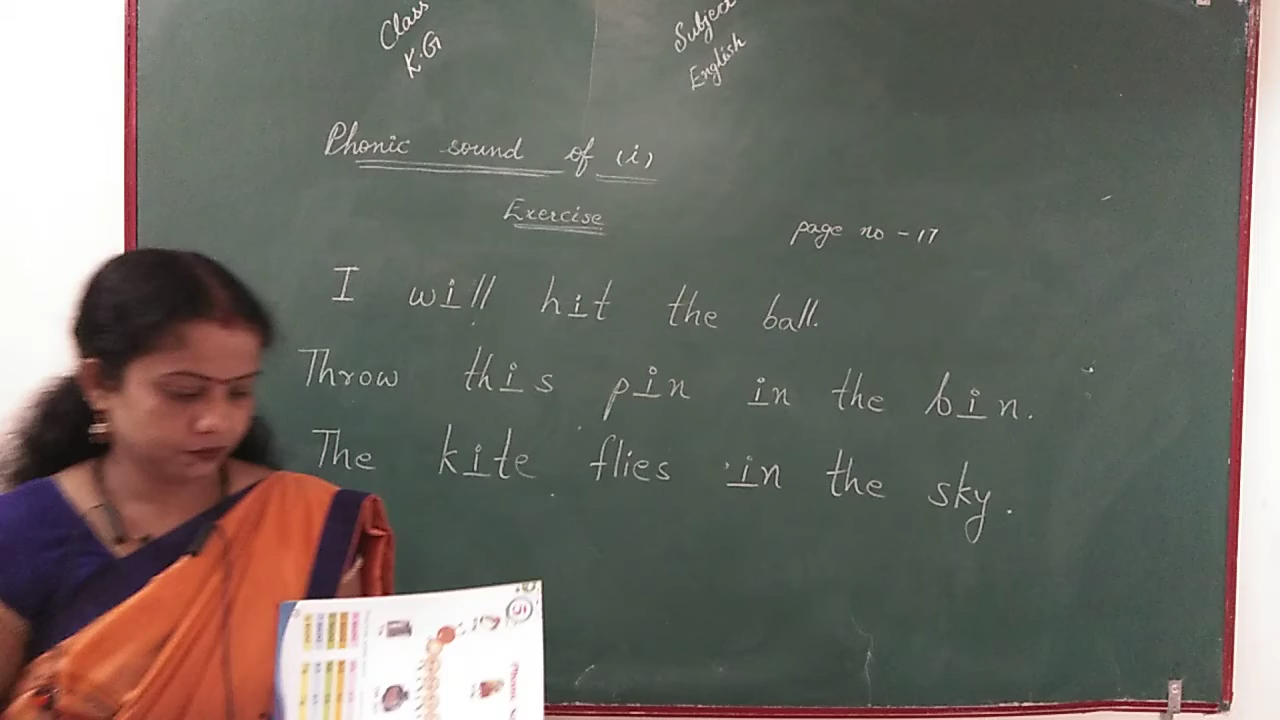 Class
K.G
Subject
English
Phonic sound of (i)
Exercise
page no - 17
I will hit the ball.
Throw this pin in the bin.
The kite flies in the sky.
5